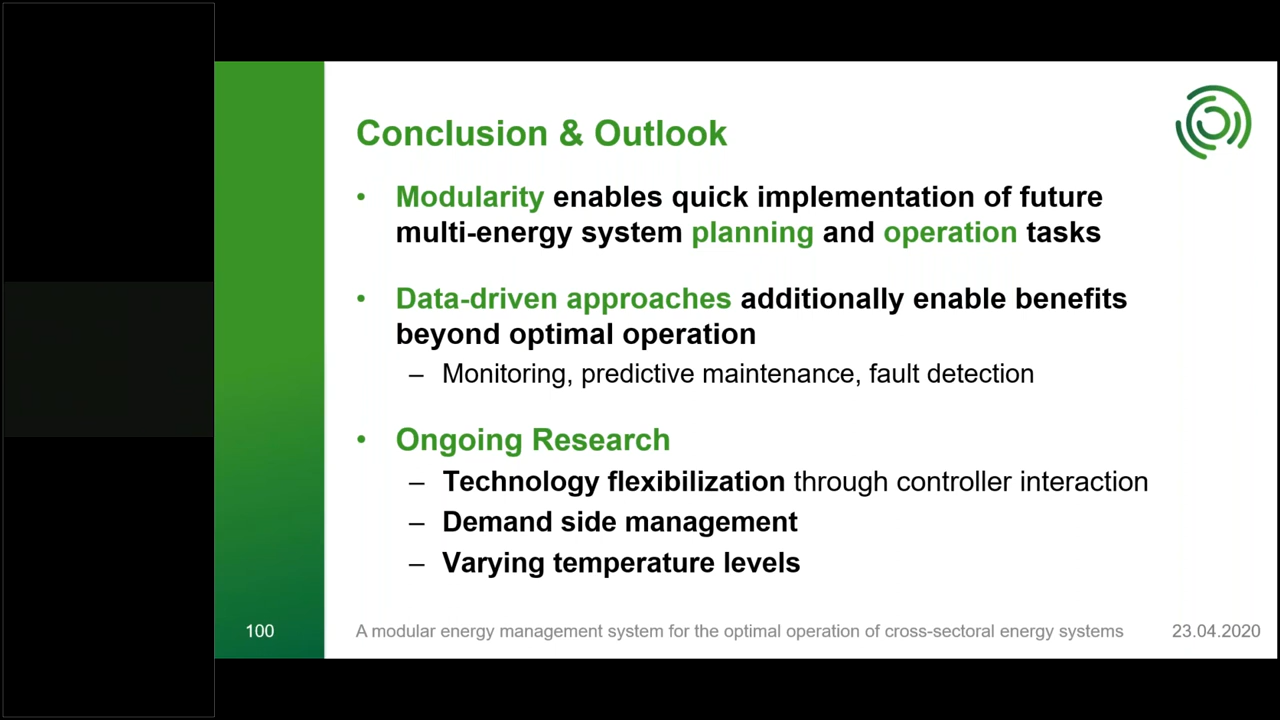 Conclusion & Outlook
• Modularity enables quick implementation of future
multi-energy system planning and operation tasks
• Data-driven approaches additionally enable benefits
beyond optimal operation
– Monitoring, predictive maintenance, fault detection
• Ongoing Research
– Technology flexibilization through controller interaction
– Demand side management
– Varying temperature levels
100 A modular energy management system for the optimal operation of cross-sectoral energy systems 23.04.2020